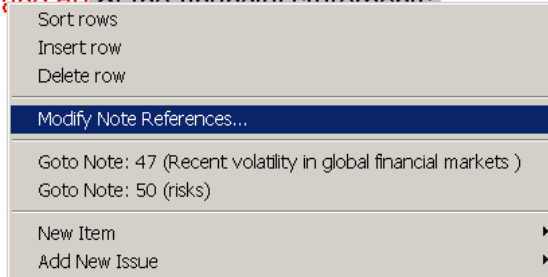 Sort rows
Insert row
Delete row
Modify Note References...
Goto Note: 47 (Recent volatility in global financial markets )
Goto Note: 50 (risks)
New Item
Add New Issue